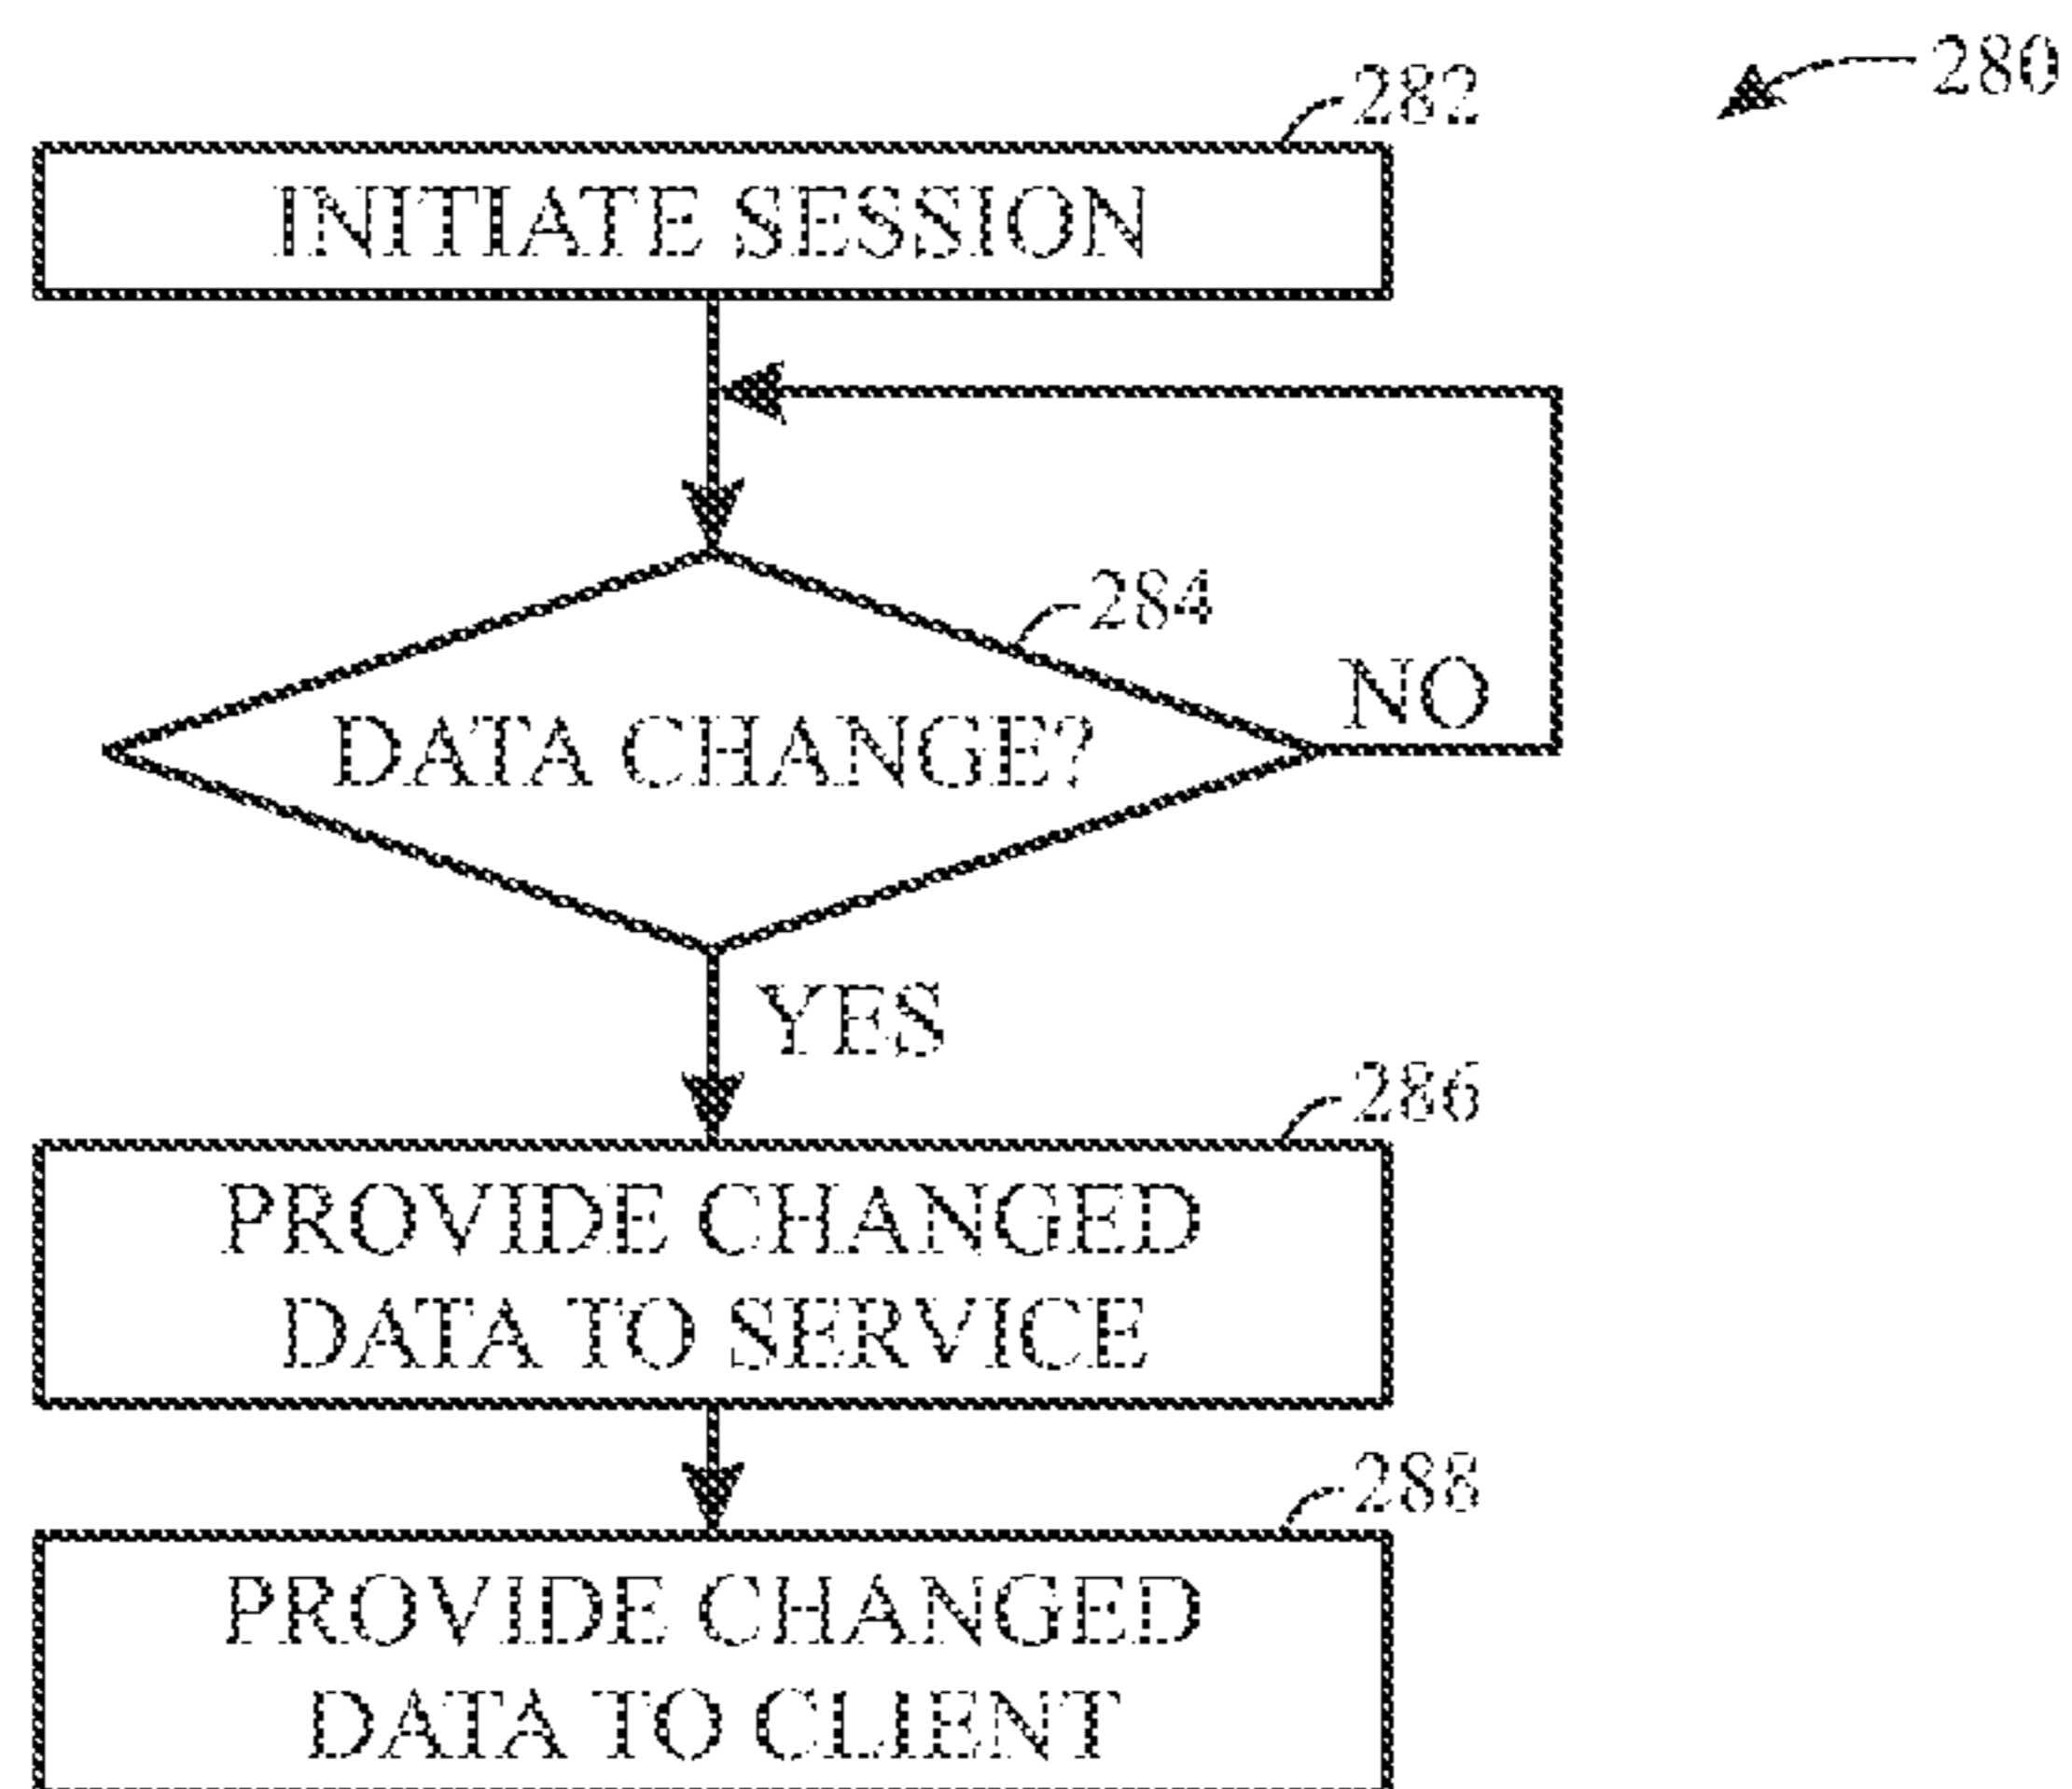 280
282
INITIATE SESSION
284
NO
DATA CHANGE?
YES
286
PROVIDE CHANGED
DATA TO SERVICE
288
PROVIDE CHANGED
DATA TO CLIENT